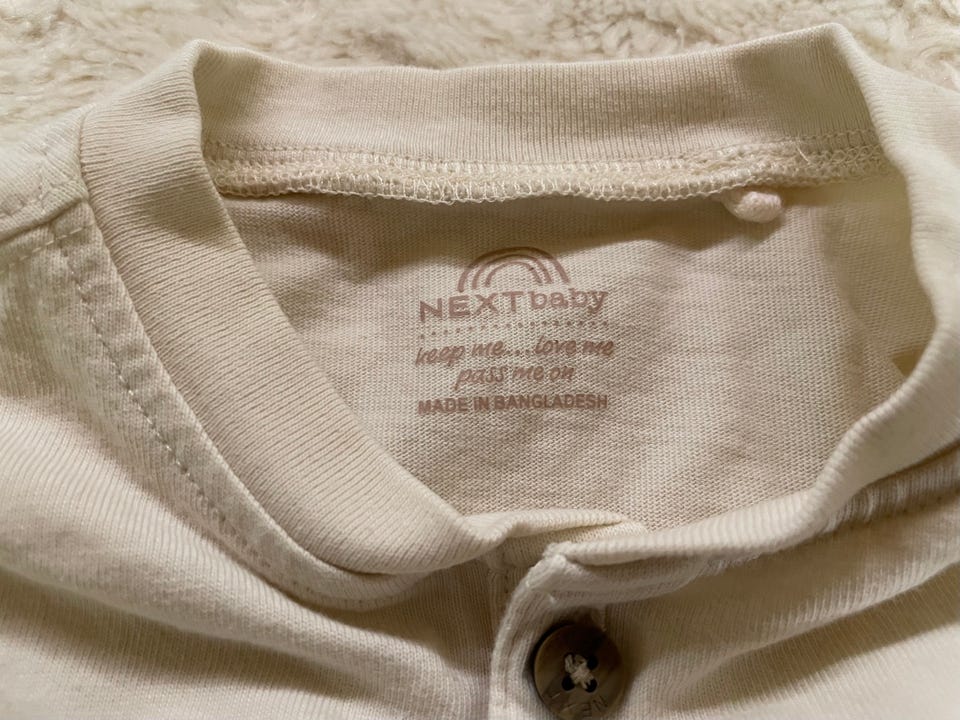 NEXTbaby
keep me...love me
pass me on
MADE IN BANGLADESH